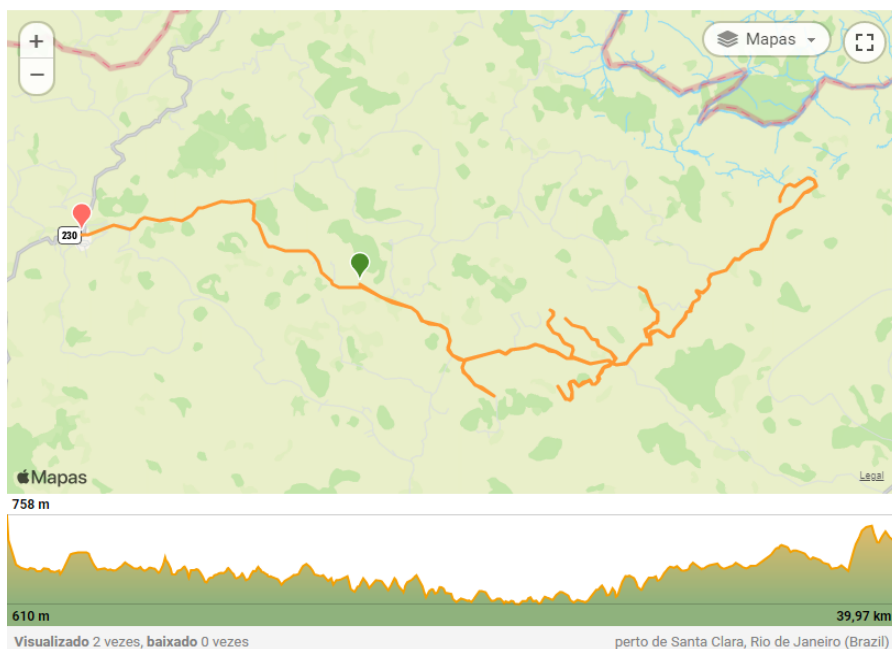 +
Mapas
−
230
Mapas
Legal
758 m
610 m
39,97 km
Visualizado 2 vezes, baixado 0 vezes
perto de Santa Clara, Rio de Janeiro (Brazil)